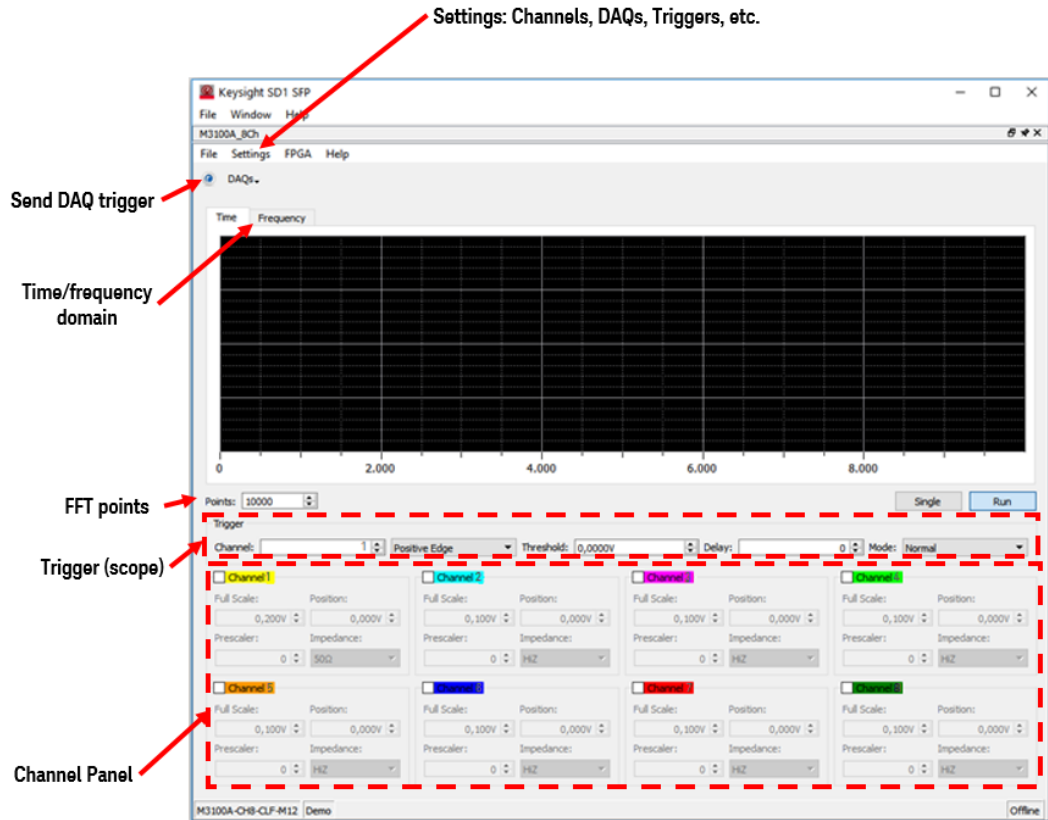 Settings: Channels, DAQs, Triggers, etc.
Keysight SD1 SFP
File Window Help
M3100A_8Ch
File Settings FPGA Help
DAQs
Send DAQ trigger
Time Frequency
Time/frequency
domain
0 2.000 4.000 6.000 8.000
FFT points
Points: 10000 Single Run
Trigger
Channel: 1 Positive Edge Threshold: 0,0000V Delay: 0 Mode: Normal
Trigger (scope)
Channel 1 Channel 2 Channel 3 Channel 4
Full Scale: Position: Full Scale: Position: Full Scale: Position: Full Scale: Position:
0,200V 0,000V 0,100V 0,000V 0,100V 0,000V 0,100V 0,000V
Prescaler: Impedance: Prescaler: Impedance: Prescaler: Impedance: Prescaler: Impedance:
0 50Ω 0 HiZ 0 HiZ 0 HiZ
Channel 5 Channel 6 Channel 7 Channel 8
Full Scale: Position: Full Scale: Position: Full Scale: Position: Full Scale: Position:
0,100V 0,000V 0,100V 0,000V 0,100V 0,000V 0,100V 0,000V
Prescaler: Impedance: Prescaler: Impedance: Prescaler: Impedance: Prescaler: Impedance:
0 HiZ 0 HiZ 0 HiZ 0 HiZ
Channel Panel
M3100A-CH8-CLF-M12 Demo Offline